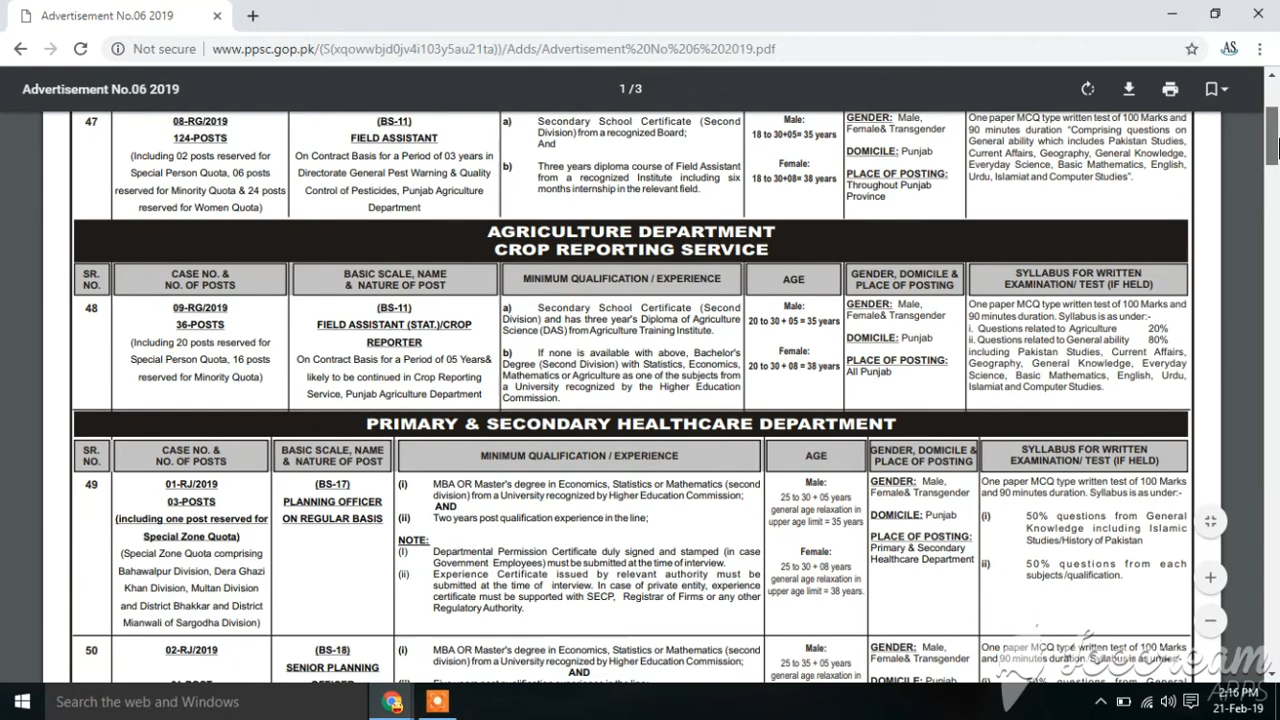 Advertisement No.06 2019
Not secure
www.ppsc.gop.pk/(S(xqowwbjd0jv4i103y5au21ta))/Adds/Advertisement%20No%206%202019.pdf
Advertisement No.06 2019
1 / 3
47
08-RG/2019
124-POSTS
(Including 02 posts reserved for
Special Person Quota, 06 posts
reserved for Minority Quota & 24 posts
reserved for Women Quota)
(BS-11)
FIELD ASSISTANT
On Contract Basis for a Period of 03 years in
Directorate General Pest Warning & Quality
Control of Pesticides, Punjab Agriculture
Department
a) Secondary School Certificate (Second
Division) from a recognized Board;
And
b) Three years diploma course of Field Assistant
from a recognized Institute including six
months internship in the relevant field.
Male:
18 to 30+05= 35 years
Female:
18 to 30+08= 38 years
GENDER: Male,
Female& Transgender
DOMICILE: Punjab
PLACE OF POSTING:
Throughout Punjab
Province
One paper MCQ type written test of 100 Marks and
90 minutes duration "Comprising questions on
General ability which includes Pakistan Studies,
Current Affairs, Geography, General Knowledge,
Everyday Science, Basic Mathematics, English,
Urdu, Islamiat and Computer Studies".
AGRICULTURE DEPARTMENT
CROP REPORTING SERVICE
SR.
NO.
CASE NO. &
NO. OF POSTS
BASIC SCALE, NAME
& NATURE OF POST
MINIMUM QUALIFICATION / EXPERIENCE
AGE
GENDER, DOMICILE &
PLACE OF POSTING
SYLLABUS FOR WRITTEN
EXAMINATION/ TEST (IF HELD)
48
09-RG/2019
36-POSTS
(Including 20 posts reserved for
Special Person Quota, 16 posts
reserved for Minority Quota)
(BS-11)
FIELD ASSISTANT (STAT.)/CROP
REPORTER
On Contract Basis for a Period of 05 Years&
likely to be continued in Crop Reporting
Service, Punjab Agriculture Department
a) Secondary School Certificate (Second
Division) and has three year's Diploma of Agriculture
Science (DAS) from Agriculture Training Institute.
b) If none is available with above, Bachelor's
Degree (Second Division) with Statistics, Economics,
Mathematics or Agriculture as one of the subjects from
a University recognized by the Higher Education
Commission.
Male:
20 to 30 + 05 = 35 years
Female:
20 to 30 + 08 = 38 years
GENDER: Male,
Female& Transgender
DOMICILE: Punjab
PLACE OF POSTING:
All Punjab
One paper MCQ type written test of 100 Marks and
90 minutes duration. Syllabus is as under:-
i. Questions related to Agriculture 20%
ii. Questions related to General ability 80%
including Pakistan Studies, Current Affairs,
Geography, General Knowledge, Everyday
Science, Basic Mathematics, English, Urdu,
Islamiat and Computer Studies.
PRIMARY & SECONDARY HEALTHCARE DEPARTMENT
SR.
NO.
CASE NO. &
NO. OF POSTS
BASIC SCALE, NAME
& NATURE OF POST
MINIMUM QUALIFICATION / EXPERIENCE
AGE
GENDER, DOMICILE &
PLACE OF POSTING
SYLLABUS FOR WRITTEN
EXAMINATION/ TEST (IF HELD)
49
01-RJ/2019
03-POSTS
(including one post reserved for
Special Zone Quota)
(Special Zone Quota comprising
Bahawalpur Division, Dera Ghazi
Khan Division, Multan Division
and District Bhakkar and District
Mianwali of Sargodha Division)
(BS-17)
PLANNING OFFICER
ON REGULAR BASIS
(i) MBA OR Master's degree in Economics, Statistics or Mathematics (second
division) from a University recognized by Higher Education Commission;
AND
(ii) Two years post qualification experience in the line;
NOTE:
(I) Departmental Permission Certificate duly signed and stamped (in case
Government Employees) must be submitted at the time of interview.
(ii) Experience Certificate issued by relevant authority must be
submitted at the time of interview. In case of private entity, experience
certificate must be supported with SECP, Registrar of Firms or any other
Regulatory Authority.
Male:
25 to 30 + 05 years
general age relaxation in
upper age limit = 35 years
Female:
25 to 30 + 08 years
general age relaxation in
upper age limit = 38 years.
GENDER: Male,
Female& Transgender
DOMICILE: Punjab
PLACE OF POSTING:
Primary & Secondary
Healthcare Department
One paper MCQ type written test of 100 Marks
and 90 minutes duration. Syllabus is as under:-
(i) 50% questions from General
Knowledge including Islamic
Studies/History of Pakistan
ii) 50% questions from each
subjects /qualification.
50
02-RJ/2019
(BS-18)
SENIOR PLANNING
(i) MBA OR Master's degree in Economics, Statistics or Mathematics (second
division) from a University recognized by Higher Education Commission;
AND
Male:
25 to 35 + 05 years
general age relaxation in
GENDER: Male,
Female& Transgender
One paper MCQ type written test of 100 Marks
and 90 minutes duration. Syllabus is as under:-
Search the web and Windows
APPS
2:16 PM
21-Feb-19